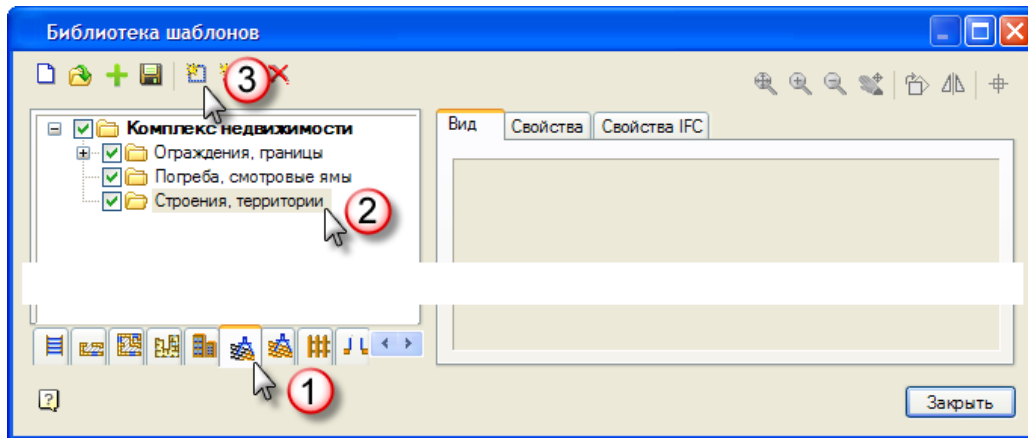 Библиотека шаблонов
3
Комплекс недвижимости
Ограждения, границы
Погреба, смотровые ямы
Строения, территории
2
Вид Свойства Свойства IFC
1
Закрыть